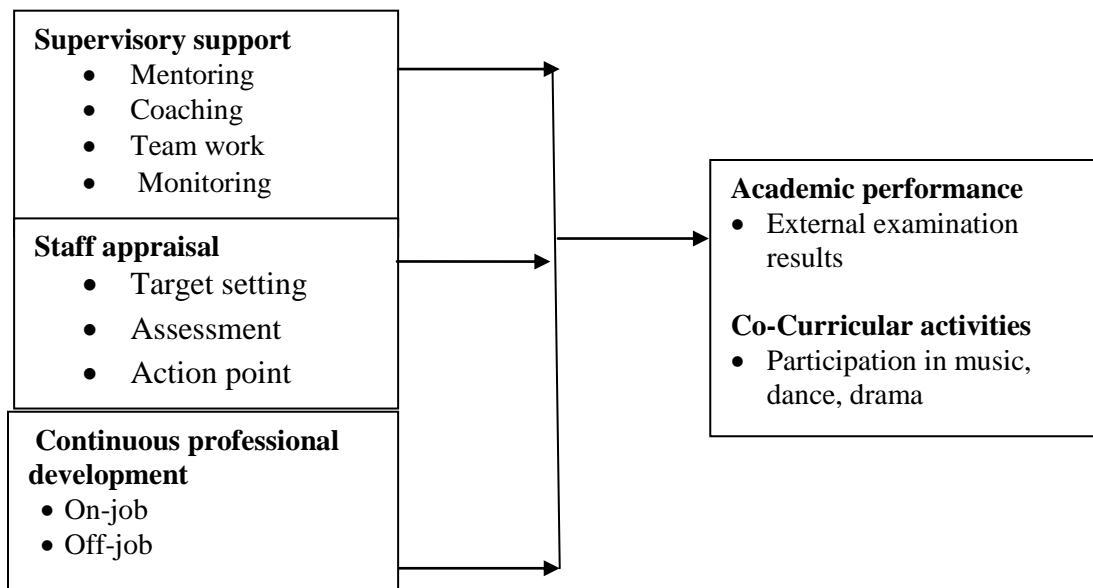 Supervisory support
• Mentoring
• Coaching
• Team work
• Monitoring
Staff appraisal
• Target setting
• Assessment
• Action point
Continuous professional
development
• On-job
• Off-job
Academic performance
• External examination
results
Co-Curricular activities
• Participation in music,
dance, drama